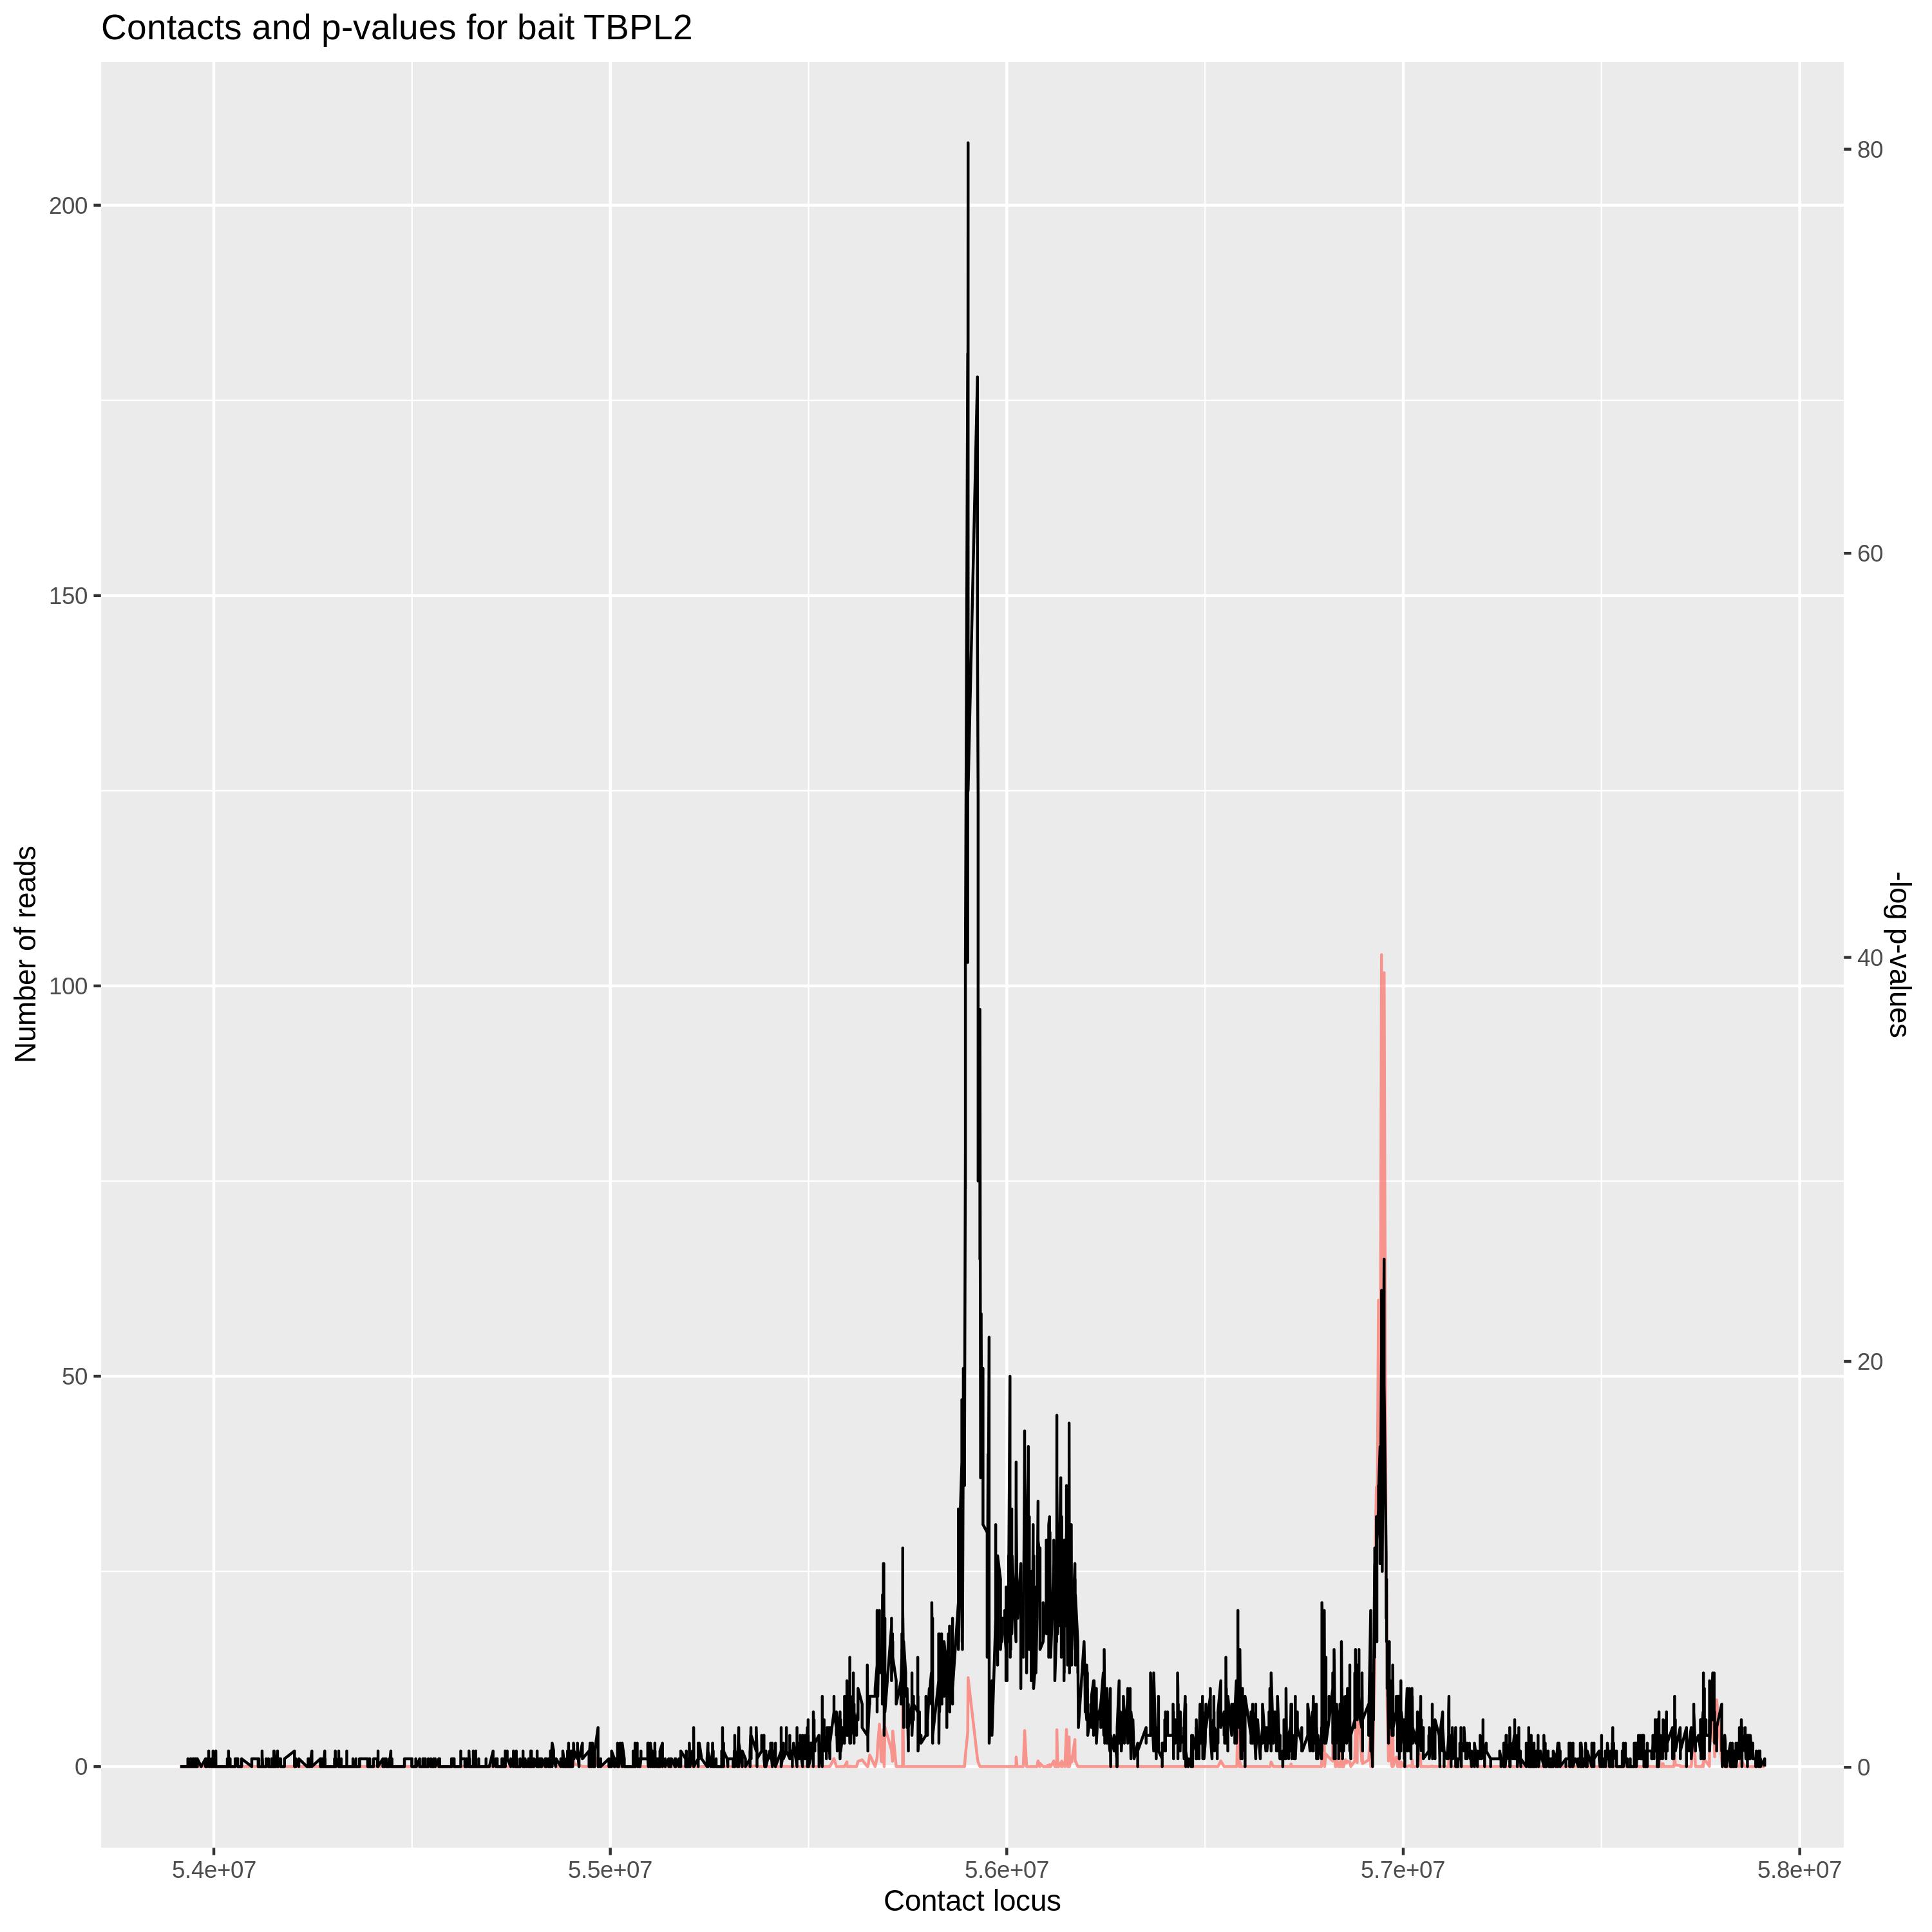 Contacts and p-values for bait TBPL2
200
150
100
50
0
80
60
40
20
0
Number of reads
-log p-values
5.4e+07
5.5e+07
5.6e+07
5.7e+07
5.8e+07
Contact locus